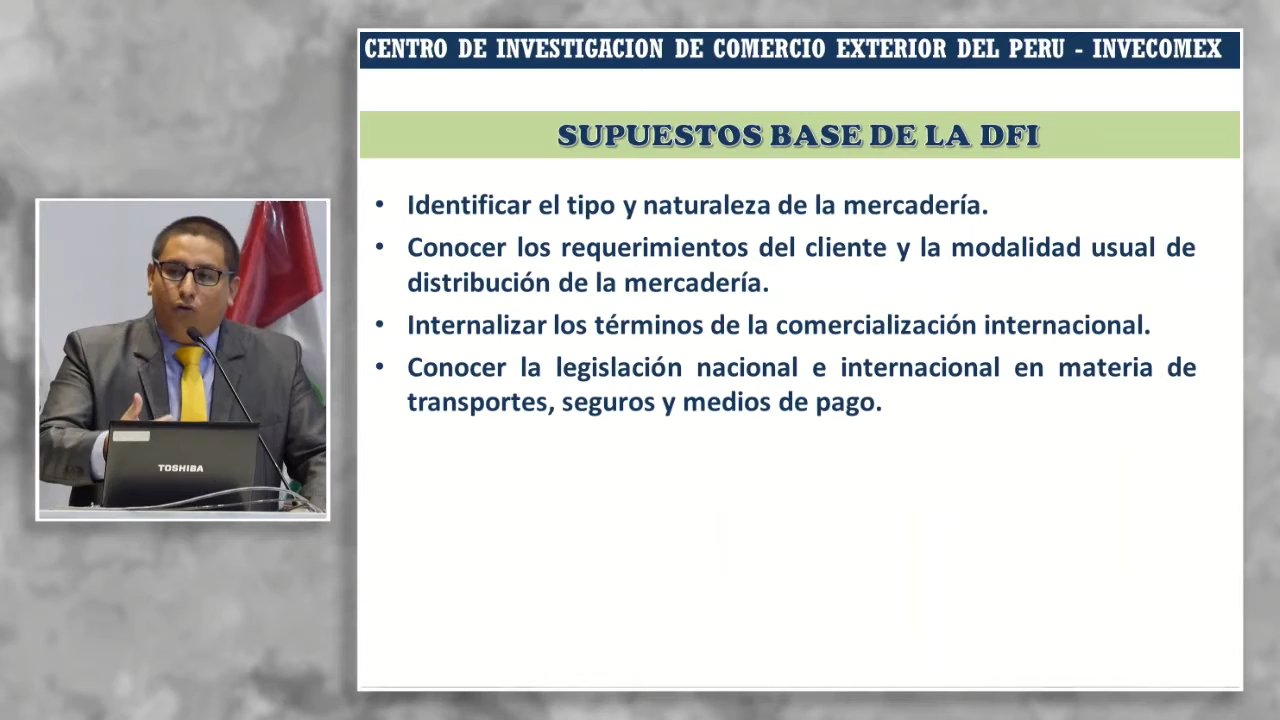 CENTRO DE INVESTIGACION DE COMERCIO EXTERIOR DEL PERU - INVECOMEX
SUPUESTOS BASE DE LA DFI
• Identificar el tipo y naturaleza de la mercadería.
• Conocer los requerimientos del cliente y la modalidad usual de
distribución de la mercadería.
• Internalizar los términos de la comercialización internacional.
• Conocer la legislación nacional e internacional en materia de
transportes, seguros y medios de pago.
TOSHIBA